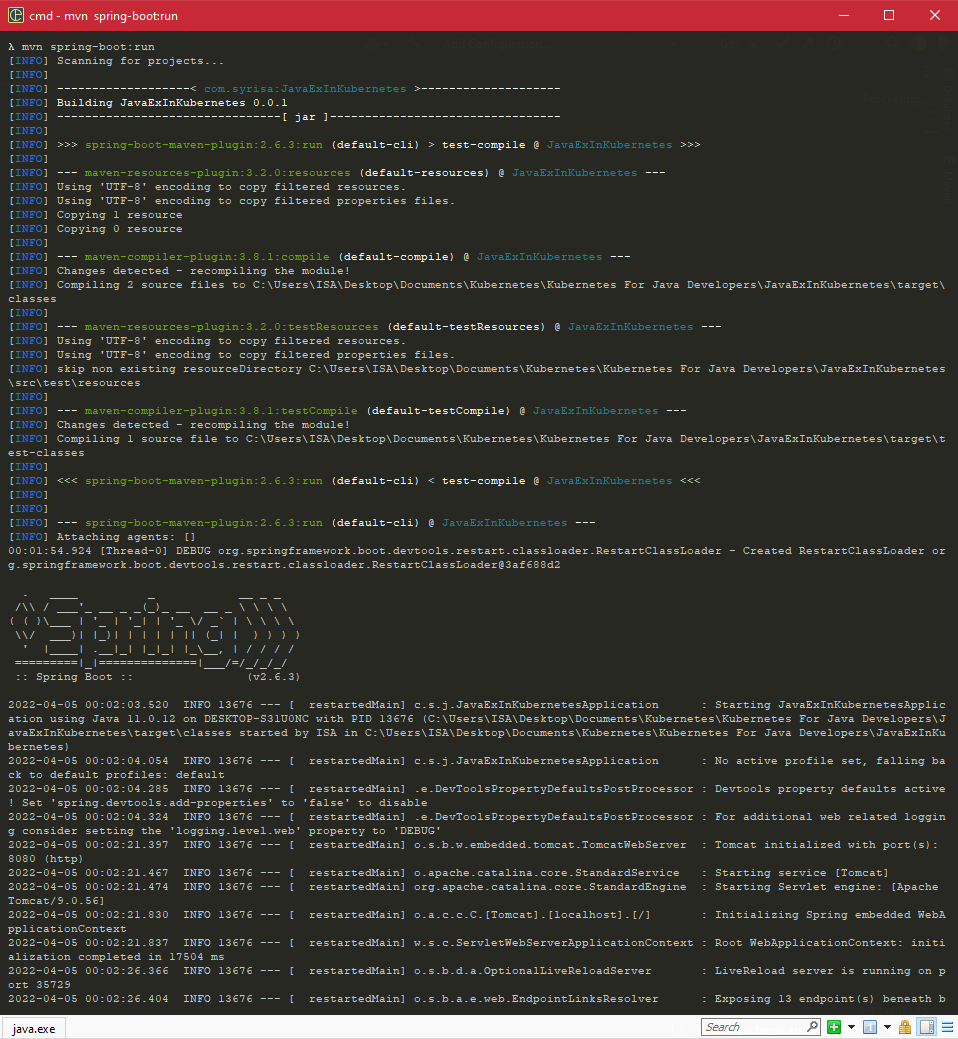 cmd - mvn  spring-boot:run
λ mvn spring-boot:run
[INFO] Scanning for projects...
[INFO]
[INFO] -------------------< com.syrisa:JavaExInKubernetes >--------------------
[INFO] Building JavaExInKubernetes 0.0.1
[INFO] --------------------------------[ jar ]---------------------------------
[INFO]
[INFO] >>> spring-boot-maven-plugin:2.6.3:run (default-cli) > test-compile @ JavaExInKubernetes >>>
[INFO]
[INFO] --- maven-resources-plugin:3.2.0:resources (default-resources) @ JavaExInKubernetes ---
[INFO] Using 'UTF-8' encoding to copy filtered resources.
[INFO] Using 'UTF-8' encoding to copy filtered properties files.
[INFO] Copying 1 resource
[INFO] Copying 0 resource
[INFO]
[INFO] --- maven-compiler-plugin:3.8.1:compile (default-compile) @ JavaExInKubernetes ---
[INFO] Changes detected - recompiling the module!
[INFO] Compiling 2 source files to C:\Users\ISA\Desktop\Documents\Kubernetes\Kubernetes For Java Developers\JavaExInKubernetes\target\
classes
[INFO]
[INFO] --- maven-resources-plugin:3.2.0:testResources (default-testResources) @ JavaExInKubernetes ---
[INFO] Using 'UTF-8' encoding to copy filtered resources.
[INFO] Using 'UTF-8' encoding to copy filtered properties files.
[INFO] skip non existing resourceDirectory C:\Users\ISA\Desktop\Documents\Kubernetes\Kubernetes For Java Developers\JavaExInKubernetes
\src\test\resources
[INFO]
[INFO] --- maven-compiler-plugin:3.8.1:testCompile (default-testCompile) @ JavaExInKubernetes ---
[INFO] Changes detected - recompiling the module!
[INFO] Compiling 1 source file to C:\Users\ISA\Desktop\Documents\Kubernetes\Kubernetes For Java Developers\JavaExInKubernetes\target\t
est-classes
[INFO]
[INFO] <<< spring-boot-maven-plugin:2.6.3:run (default-cli) < test-compile @ JavaExInKubernetes <<<
[INFO]
[INFO]
[INFO] --- spring-boot-maven-plugin:2.6.3:run (default-cli) @ JavaExInKubernetes ---
[INFO] Attaching agents: []
00:01:54.924 [Thread-0] DEBUG org.springframework.boot.devtools.restart.classloader.RestartClassLoader - Created RestartClassLoader or
g.springframework.boot.devtools.restart.classloader.RestartClassLoader@3af688d2
  .   ____          _            __ _ _
 /\\ / ___'_ __ _ _(_)_ __  __ _ \ \ \ \
( ( )\___ | '_ | '_| | '_ \/ _` | \ \ \ \
 \\/  ___)| |_)| | | | | || (_| |  ) ) ) )
  '  |____| .__|_| |_|_| |_\__, | / / / /
 =========|_|==============|___/=/_/_/_/
 :: Spring Boot ::                (v2.6.3)
2022-04-05 00:02:03.520  INFO 13676 --- [  restartedMain] c.s.j.JavaExInKubernetesApplication      : Starting JavaExInKubernetesApplic
ation using Java 11.0.12 on DESKTOP-S31U0NC with PID 13676 (C:\Users\ISA\Desktop\Documents\Kubernetes\Kubernetes For Java Developers\J
avaExInKubernetes\target\classes started by ISA in C:\Users\ISA\Desktop\Documents\Kubernetes\Kubernetes For Java Developers\JavaExInKu
bernetes)
2022-04-05 00:02:04.054  INFO 13676 --- [  restartedMain] c.s.j.JavaExInKubernetesApplication      : No active profile set, falling ba
ck to default profiles: default
2022-04-05 00:02:04.285  INFO 13676 --- [  restartedMain] .e.DevToolsPropertyDefaultsPostProcessor : Devtools property defaults active
! Set 'spring.devtools.add-properties' to 'false' to disable
2022-04-05 00:02:04.324  INFO 13676 --- [  restartedMain] .e.DevToolsPropertyDefaultsPostProcessor : For additional web related loggin
g consider setting the 'logging.level.web' property to 'DEBUG'
2022-04-05 00:02:21.397  INFO 13676 --- [  restartedMain] o.s.b.w.embedded.tomcat.TomcatWebServer  : Tomcat initialized with port(s):
8080 (http)
2022-04-05 00:02:21.467  INFO 13676 --- [  restartedMain] o.apache.catalina.core.StandardService   : Starting service [Tomcat]
2022-04-05 00:02:21.474  INFO 13676 --- [  restartedMain] org.apache.catalina.core.StandardEngine  : Starting Servlet engine: [Apache
Tomcat/9.0.56]
2022-04-05 00:02:21.830  INFO 13676 --- [  restartedMain] o.a.c.c.C.[Tomcat].[localhost].[/]       : Initializing Spring embedded WebA
pplicationContext
2022-04-05 00:02:21.837  INFO 13676 --- [  restartedMain] w.s.c.ServletWebServerApplicationContext : Root WebApplicationContext: initi
alization completed in 17504 ms
2022-04-05 00:02:26.366  INFO 13676 --- [  restartedMain] o.s.b.d.a.OptionalLiveReloadServer       : LiveReload server is running on p
ort 35729
2022-04-05 00:02:26.404  INFO 13676 --- [  restartedMain] o.s.b.a.e.web.EndpointLinksResolver      : Exposing 13 endpoint(s) beneath b
java.exe
Search